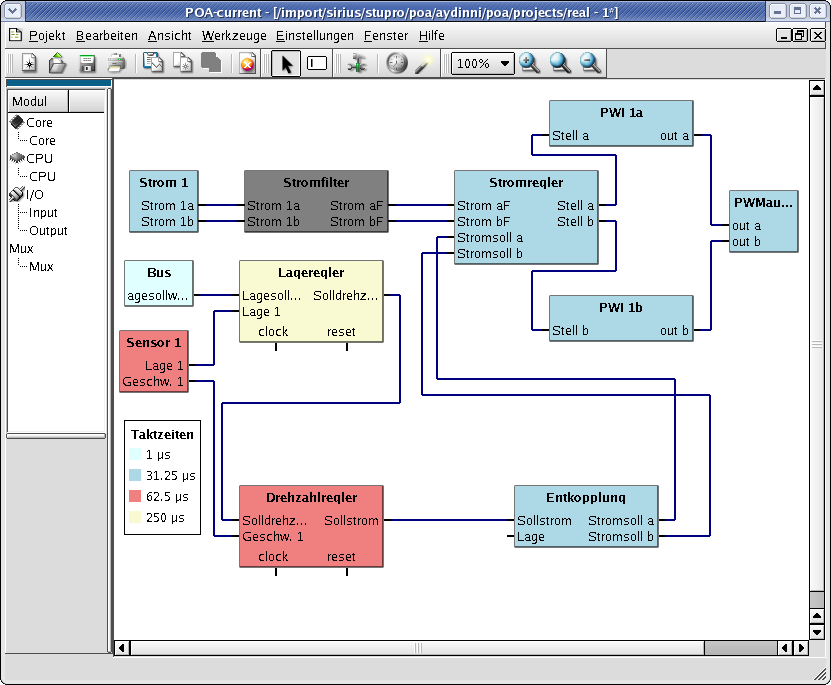 POA-current - [/import/sirius/stupro/poa/aydinni/poa/projects/real - 1*]
Pojekt Bearbeiten Ansicht Werkzeuge Einstellungen Fenster Hilfe
100%
Modul
Core
Core
CPU
CPU
I/O
Input
Output
Mux
Mux
PWI 1a
Stell a out a
Strom 1
Strom 1a
Strom 1b
Stromfilter
Strom 1a Strom aF
Strom 1b Strom bF
Stromregler
Strom aF Stell a
Strom bF Stell b
Stromsoll a
Stromsoll b
PWMau...
out a
out b
Bus
agesollw...
Lageregler
Lagesoll... Solldrehz...
Lage 1
clock reset
PWI 1b
Stell b out b
Sensor 1
Lage 1
Geschw. 1
Taktzeiten
1 µs
31.25 µs
62.5 µs
250 µs
Drehzahlregler
Solldrehz... Sollstrom
Geschw. 1
clock reset
Entkopplung
Sollstrom Stromsoll a
Lage Stromsoll b